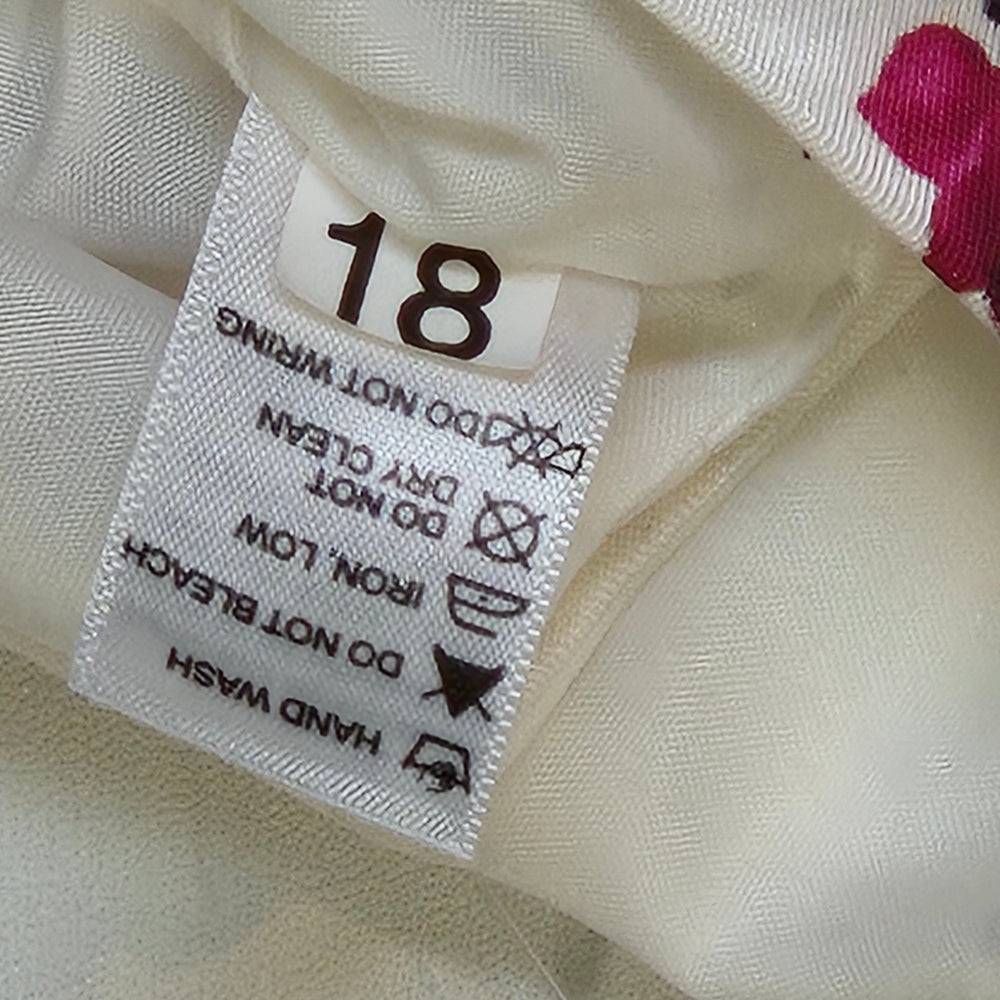 18
HAND WASH
DO NOT BLEACH
IRON, LOW
DO NOT
DRY CLEAN
DO NOT WRING